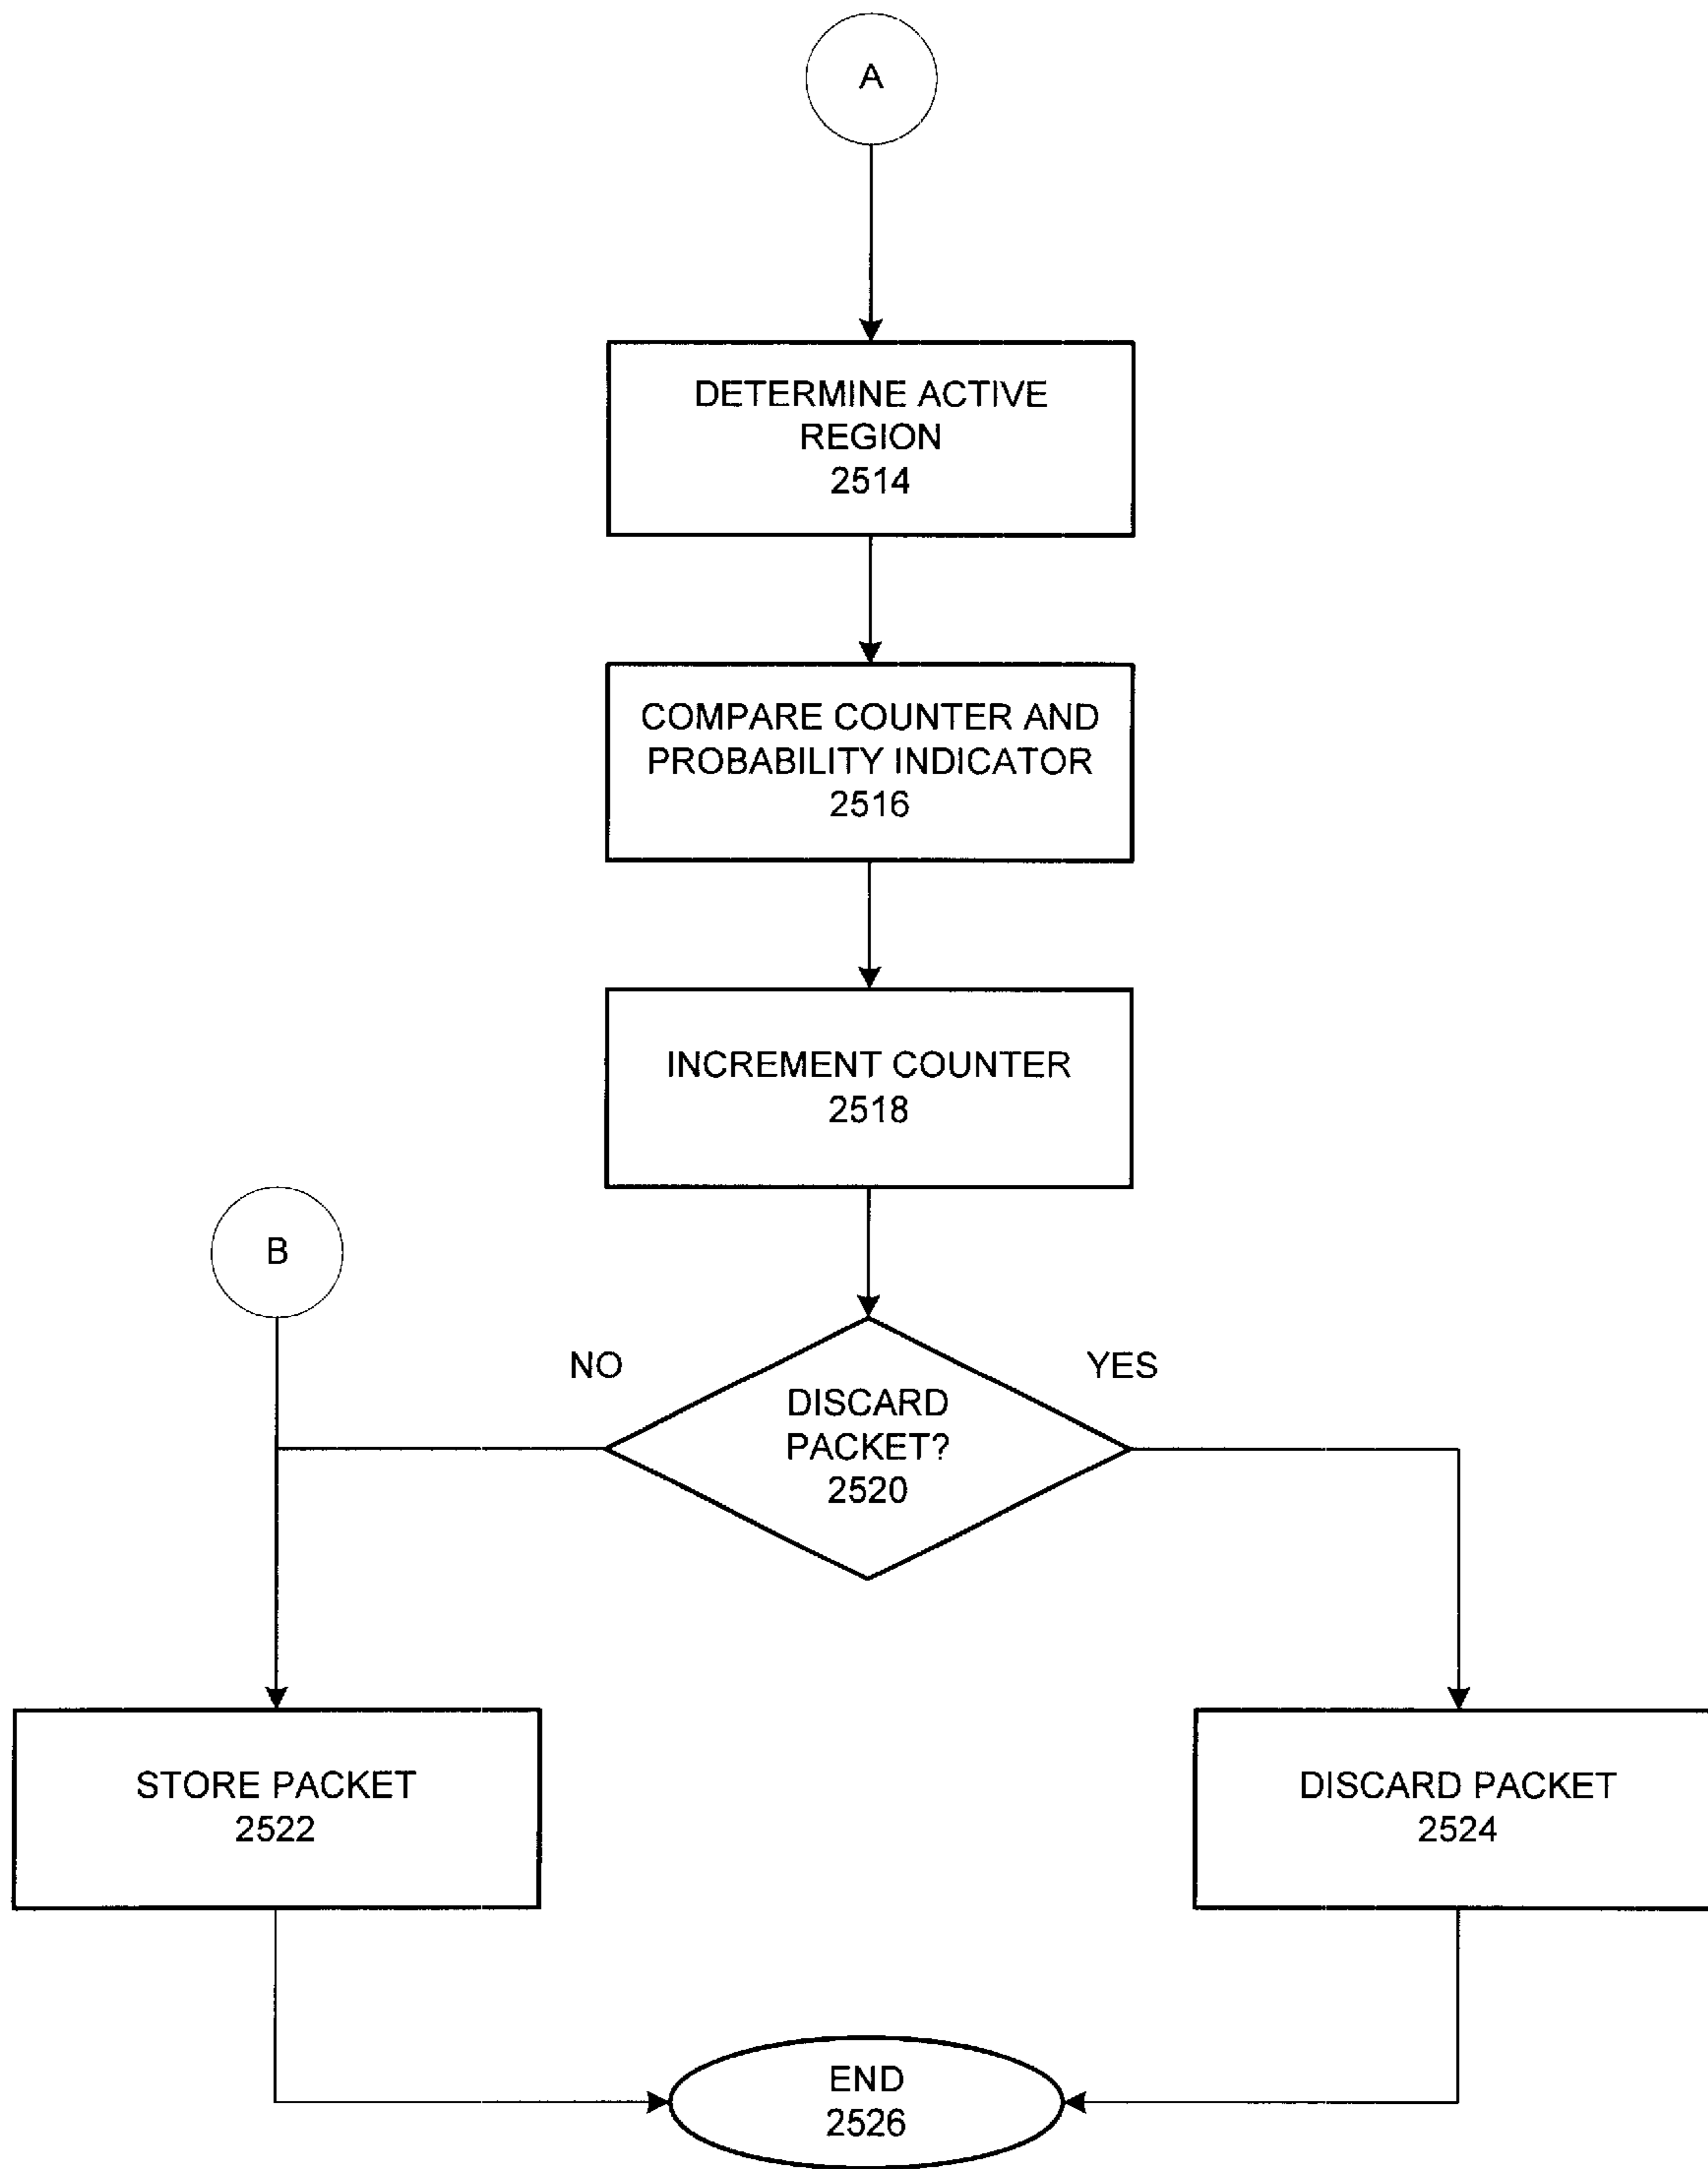 A
DETERMINE ACTIVE
REGION
2514
COMPARE COUNTER AND
PROBABILITY INDICATOR
2516
INCREMENT COUNTER
2518
B
NO
YES
DISCARD
PACKET?
2520
STORE PACKET
2522
DISCARD PACKET
2524
END
2526